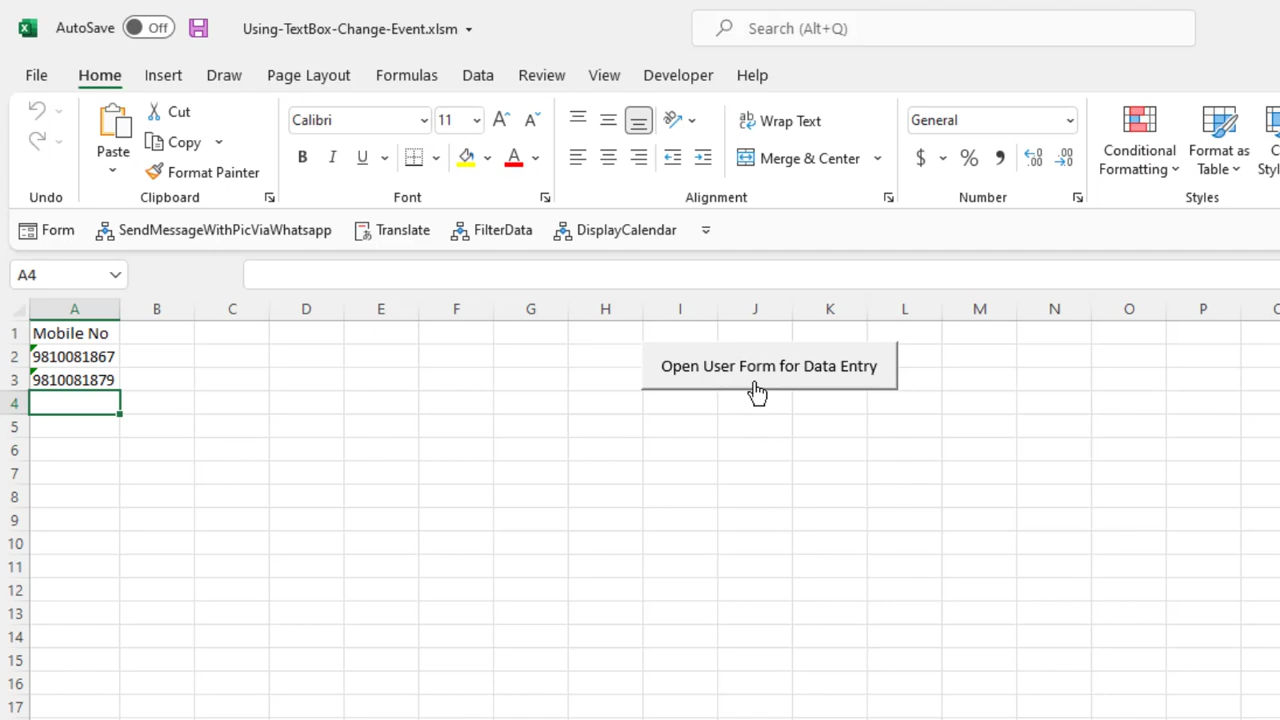 AutoSave Off Using-TextBox-Change-Event.xlsm Search (Alt+Q)
File Home Insert Draw Page Layout Formulas Data Review View Developer Help
Cut Calibri 11 Wrap Text General
Copy
Paste B I U A Merge & Center $ % Conditional Formatting Format as Table
Format Painter
Undo Clipboard Font Alignment Number Styles
Form SendMessageWithPicViaWhatsapp Translate FilterData DisplayCalendar
A4
A B C D E F G H I J K L M N O P
1 Mobile No
2 9810081867
Open User Form for Data Entry
3 9810081879
4
5
6
7
8
9
10
11
12
13
14
15
16
17